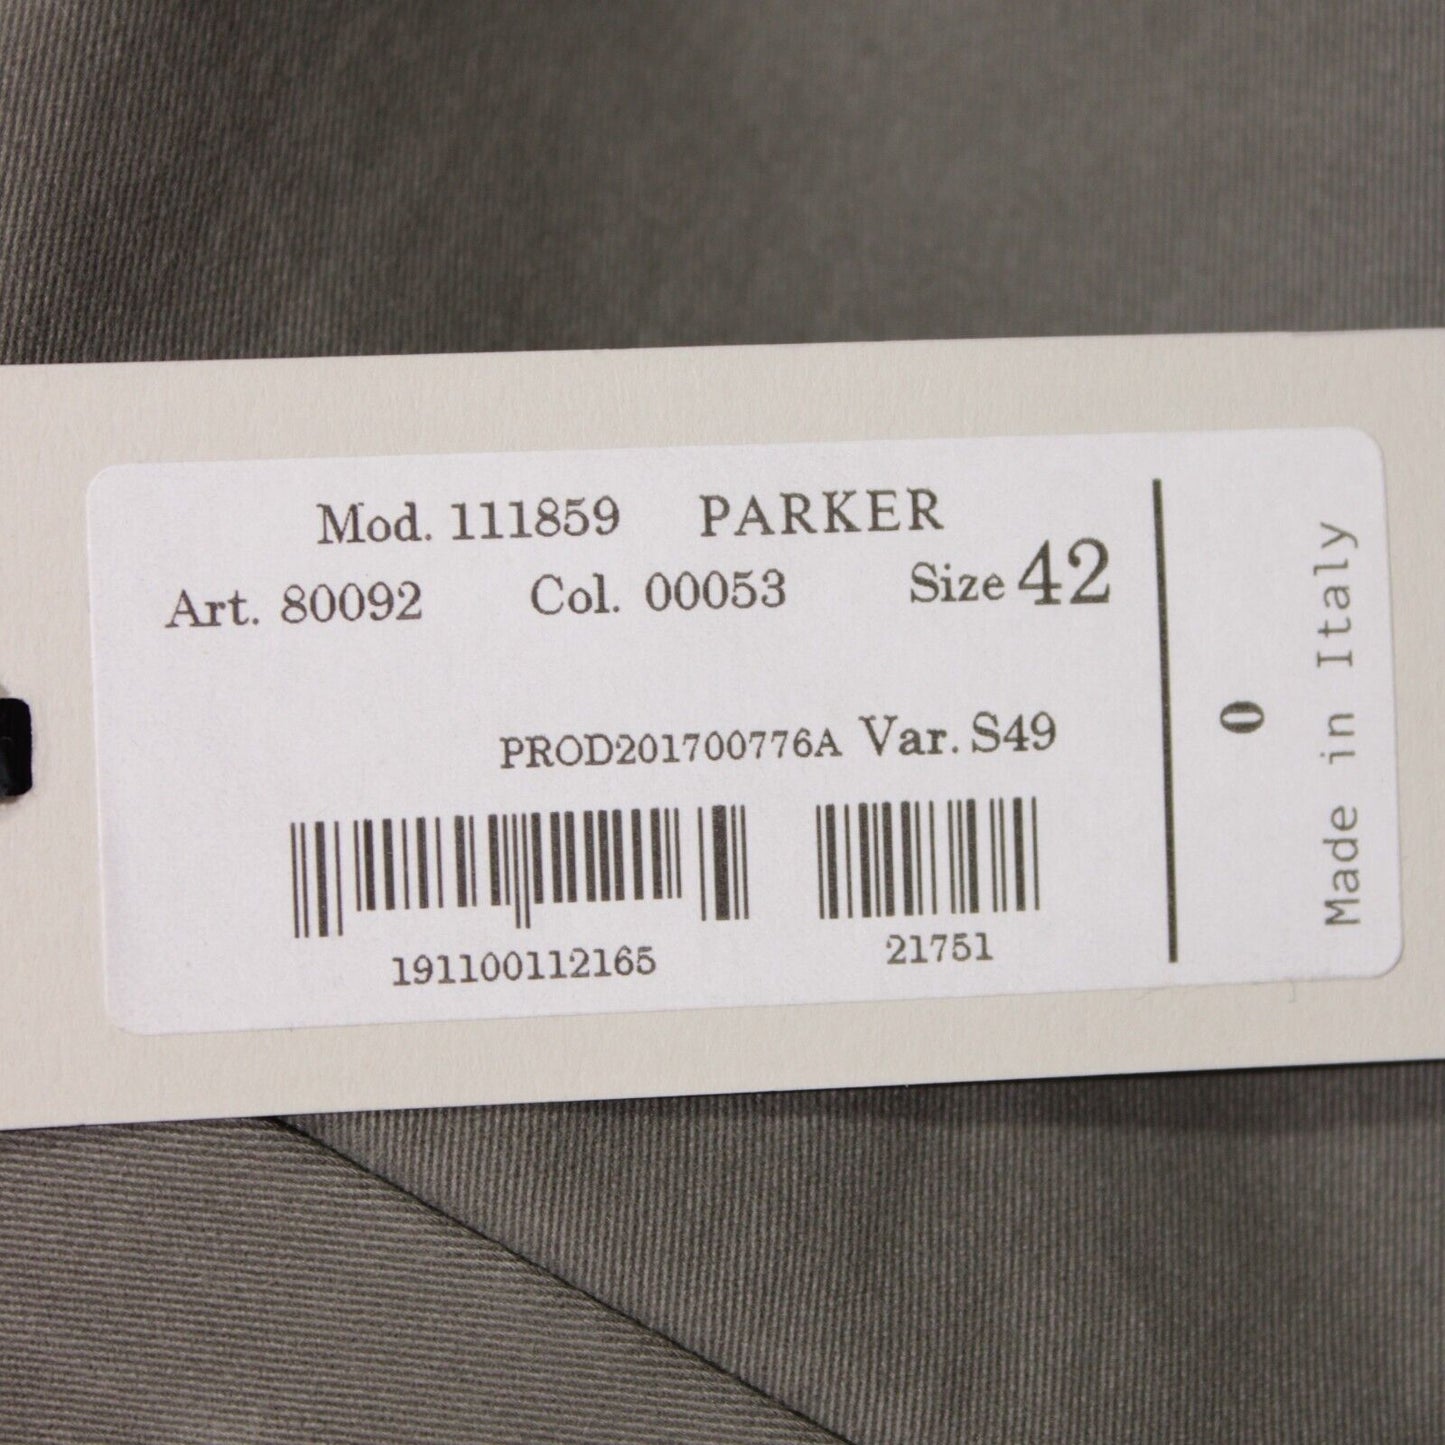 Mod. 111859 PARKER
Art. 80092 Col. 00053 Size 42
PROD201700776A Var. S49
191100112165 21751
0
Made in Italy